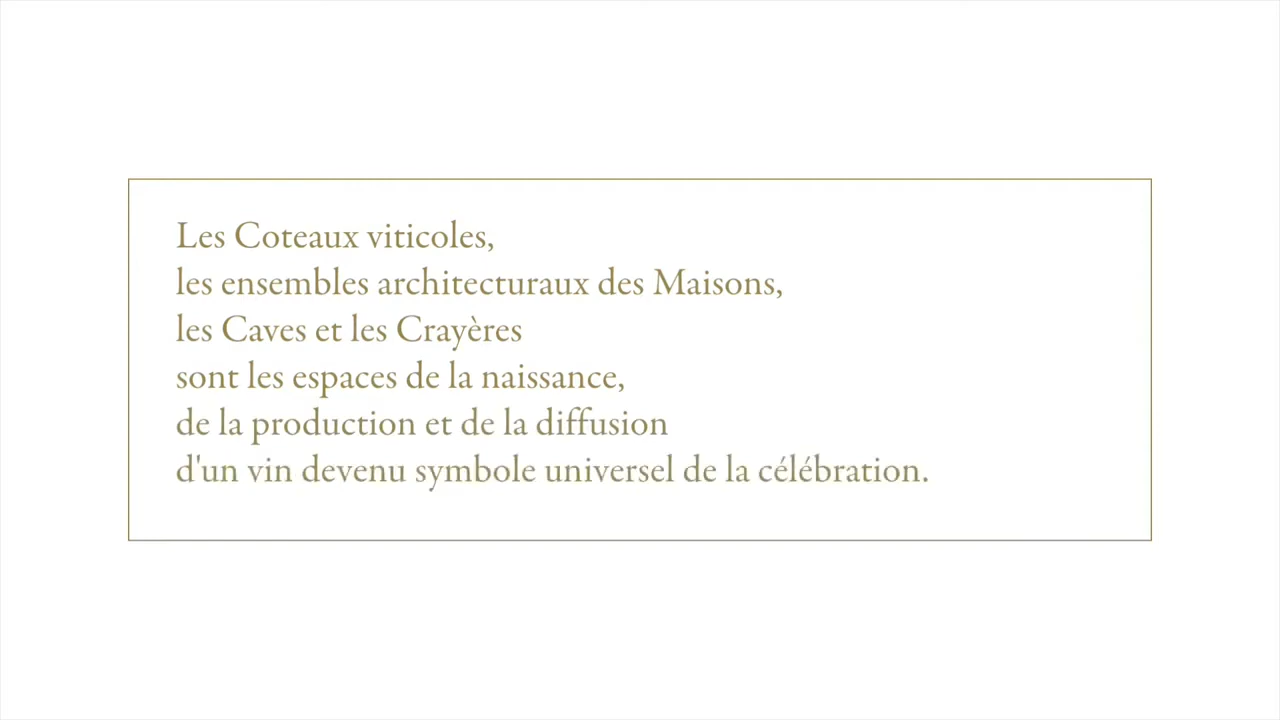 Les Coteaux viticoles,
les ensembles architecturaux des Maisons,
les Caves et les Crayères
sont les espaces de la naissance,
de la production et de la diffusion
d'un vin devenu symbole universel de la célébration.